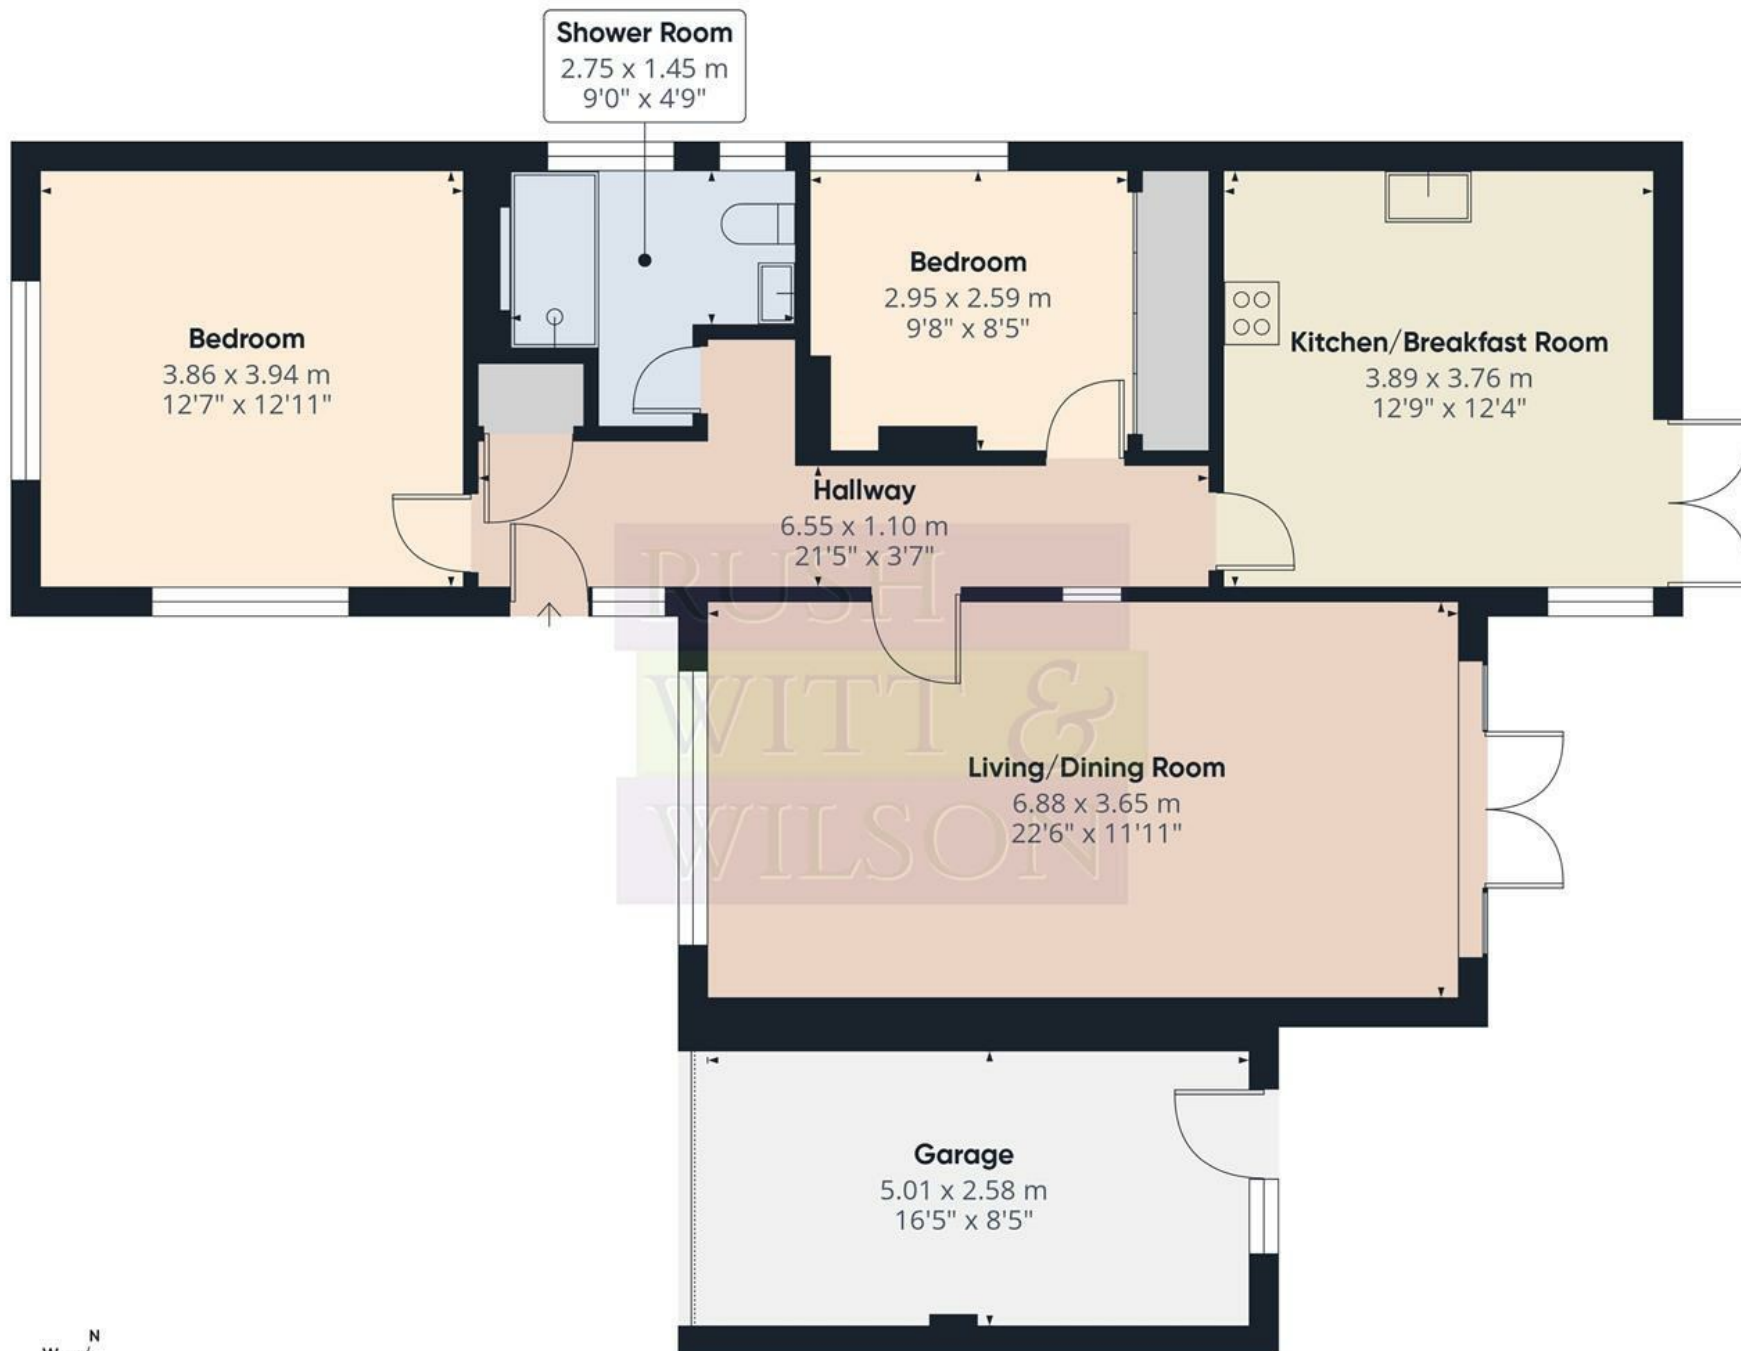 Shower Room
2.75 x 1.45 m
9'0" x 4'9"
Bedroom
3.86 x 3.94 m
12'7" x 12'11"
Bedroom
2.95 x 2.59 m
9'8" x 8'5"
Kitchen/Breakfast Room
3.89 x 3.76 m
12'9" x 12'4"
Hallway
6.55 x 1.10 m
21'5" x 3'7"
RUSH
WITT &
WILSON
Living/Dining Room
6.88 x 3.65 m
22'6" x 11'11"
Garage
5.01 x 2.58 m
16'5" x 8'5"
N
W